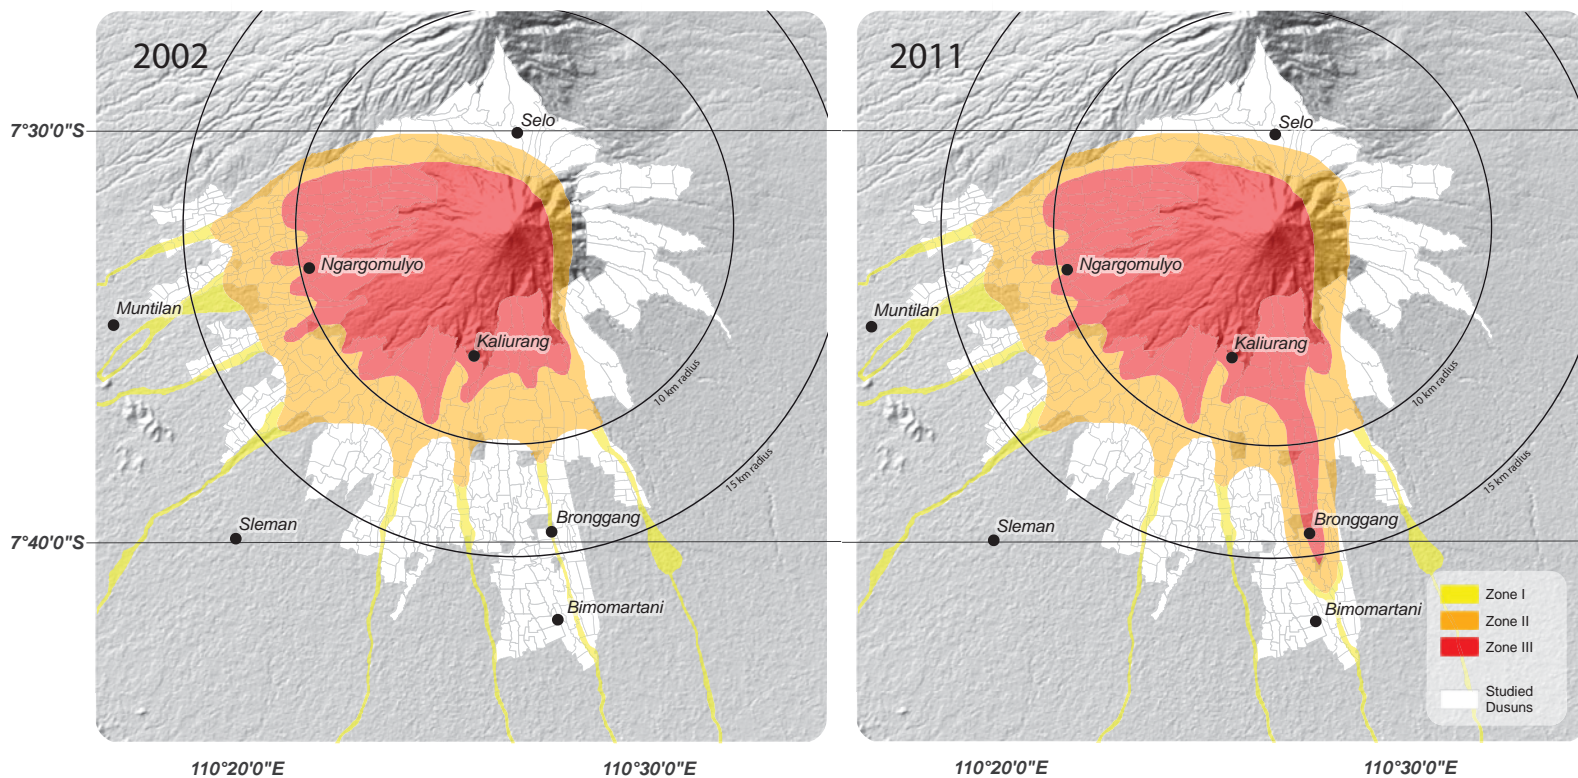 2002
7°30'0"S
Selo
Ngargomulyo
Muntilan
Kaliurang
10 km radius
15 km radius
Sleman
Bronggang
7°40'0"S
Bimomartani
110°20'0"E
110°30'0"E
2011
Selo
Ngargomulyo
Muntilan
Kaliurang
10 km radius
15 km radius
Sleman
Bronggang
Bimomartani
Zone I
Zone II
Zone III
Studied
Dusuns
110°20'0"E
110°30'0"E